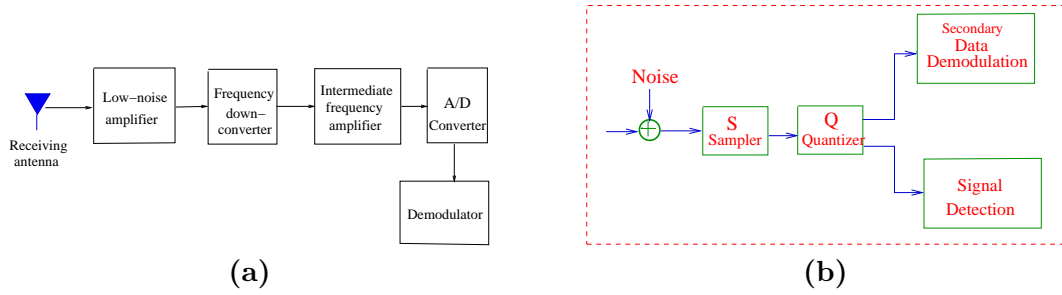 Receiving
antenna
Low-noise
amplifier
Frequency
down-
converter
Intermediate
frequency
amplifier
A/D
Converter
Demodulator
(a)
Noise
S
Sampler
Q
Quantizer
Secondary
Data
Demodulation
Signal
Detection
(b)